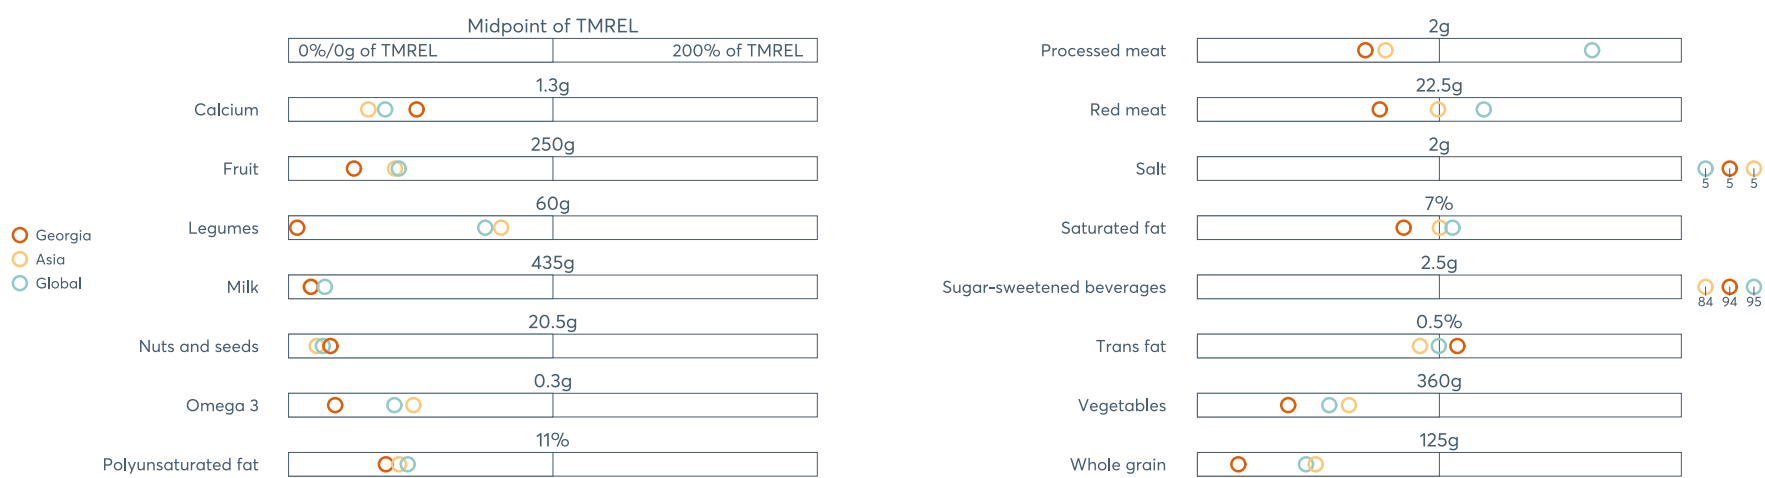 Midpoint of TMREL
0%/0g of TMREL 200% of TMREL
1.3g
Calcium
250g
Fruit
60g
Legumes
435g
Milk
20.5g
Nuts and seeds
0.3g
Omega 3
11%
Polyunsaturated fat
Georgia
Asia
Global
2g
Processed meat
22.5g
Red meat
2g
Salt
5 5 5
7%
Saturated fat
2.5g
Sugar-sweetened beverages
84 94 95
0.5%
Trans fat
360g
Vegetables
125g
Whole grain